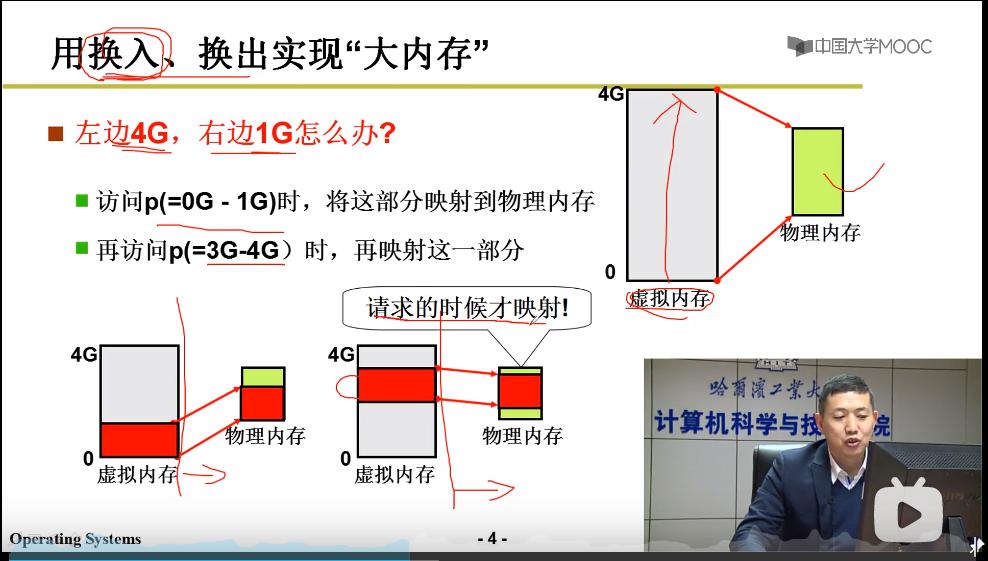 用换入、换出实现“大内存”
中国大学MOOC
左边4G，右边1G怎么办?
访问p(=0G - 1G)时，将这部分映射到物理内存
再访问p(=3G-4G）时，再映射这一部分
4G
0
虚拟内存
物理内存
请求的时候才映射!
4G
0
虚拟内存
物理内存
4G
0
虚拟内存
物理内存
哈尔滨工业大
计算机科学与技 院
Operating Systems
- 4 -